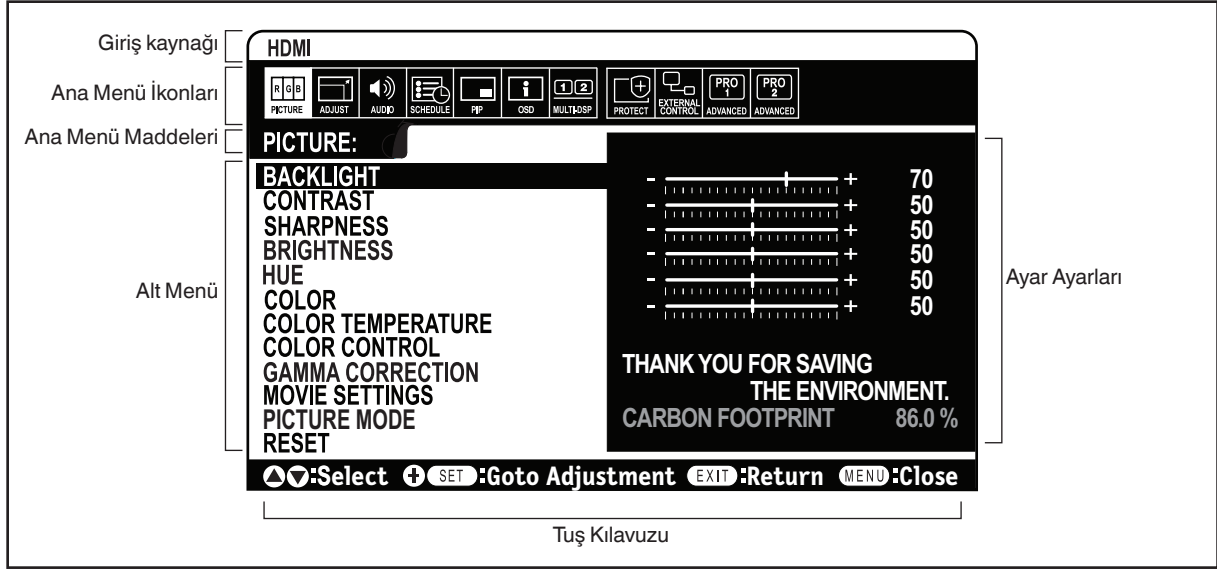 Giriş kaynağı
HDMI
Ana Menü İkonları
R G B
1 2
PRO 1
PRO 2
PICTURE ADJUST AUDIO SCHEDULE PIP OSD MULTI-DSP PROTECT EXTERNAL CONTROL ADVANCED ADVANCED
Ana Menü Maddeleri
PICTURE:
Alt Menü
BACKLIGHT - + 70
CONTRAST - + 50
SHARPNESS - + 50
BRIGHTNESS - + 50
HUE - + 50
COLOR - + 50
COLOR TEMPERATURE
COLOR CONTROL
GAMMA CORRECTION
MOVIE SETTINGS
PICTURE MODE
RESET
THANK YOU FOR SAVING
THE ENVIRONMENT.
CARBON FOOTPRINT 86.0 %
Ayar Ayarları
:Select + SET :Goto Adjustment EXIT :Return MENU :Close
Tuş Kılavuzu